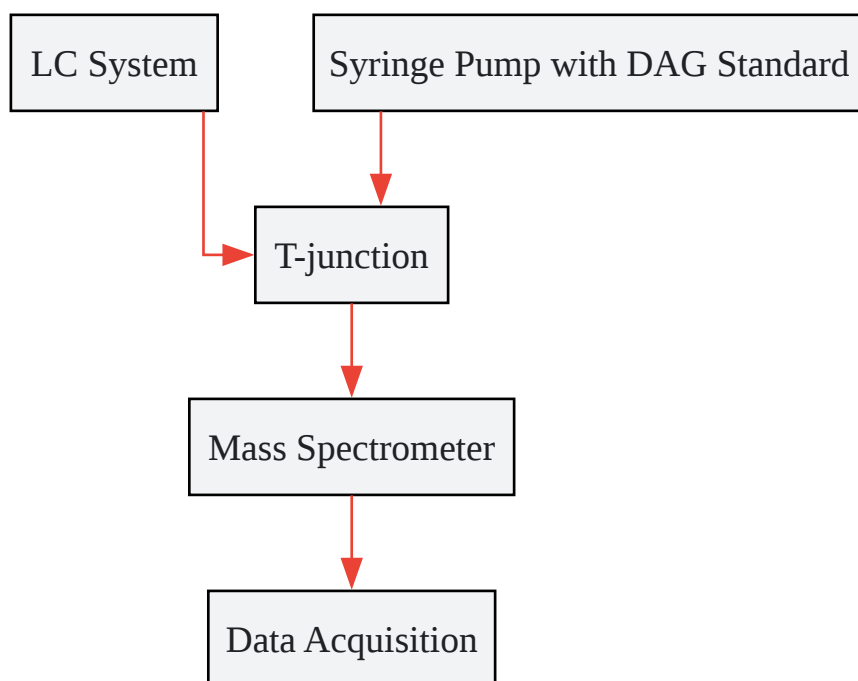 LC System
Syringe Pump with DAG Standard
T-junction
Mass Spectrometer
Data Acquisition